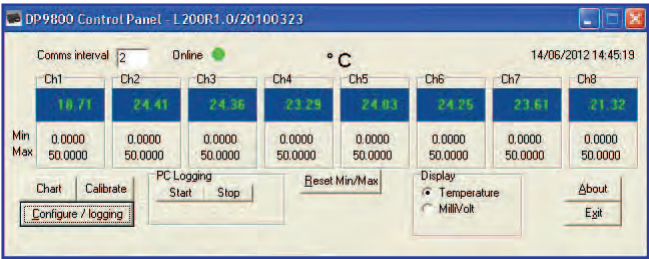 DP9800 Control Panel - L200R1.0/20100323
Comms interval 2 Online ° C 14/06/2012 14:45:19
Ch1 Ch2 Ch3 Ch4 Ch5 Ch6 Ch7 Ch8
18.71 24.41 24.36 23.29 24.03 24.25 23.61 21.32
Min 0.0000 0.0000 0.0000 0.0000 0.0000 0.0000 0.0000 0.0000
Max 50.0000 50.0000 50.0000 50.0000 50.0000 50.0000 50.0000 50.0000
PC Logging Reset Min/Max Display
Chart Calibrate Start Stop Temperature About
Configure / logging MilliVolt Exit